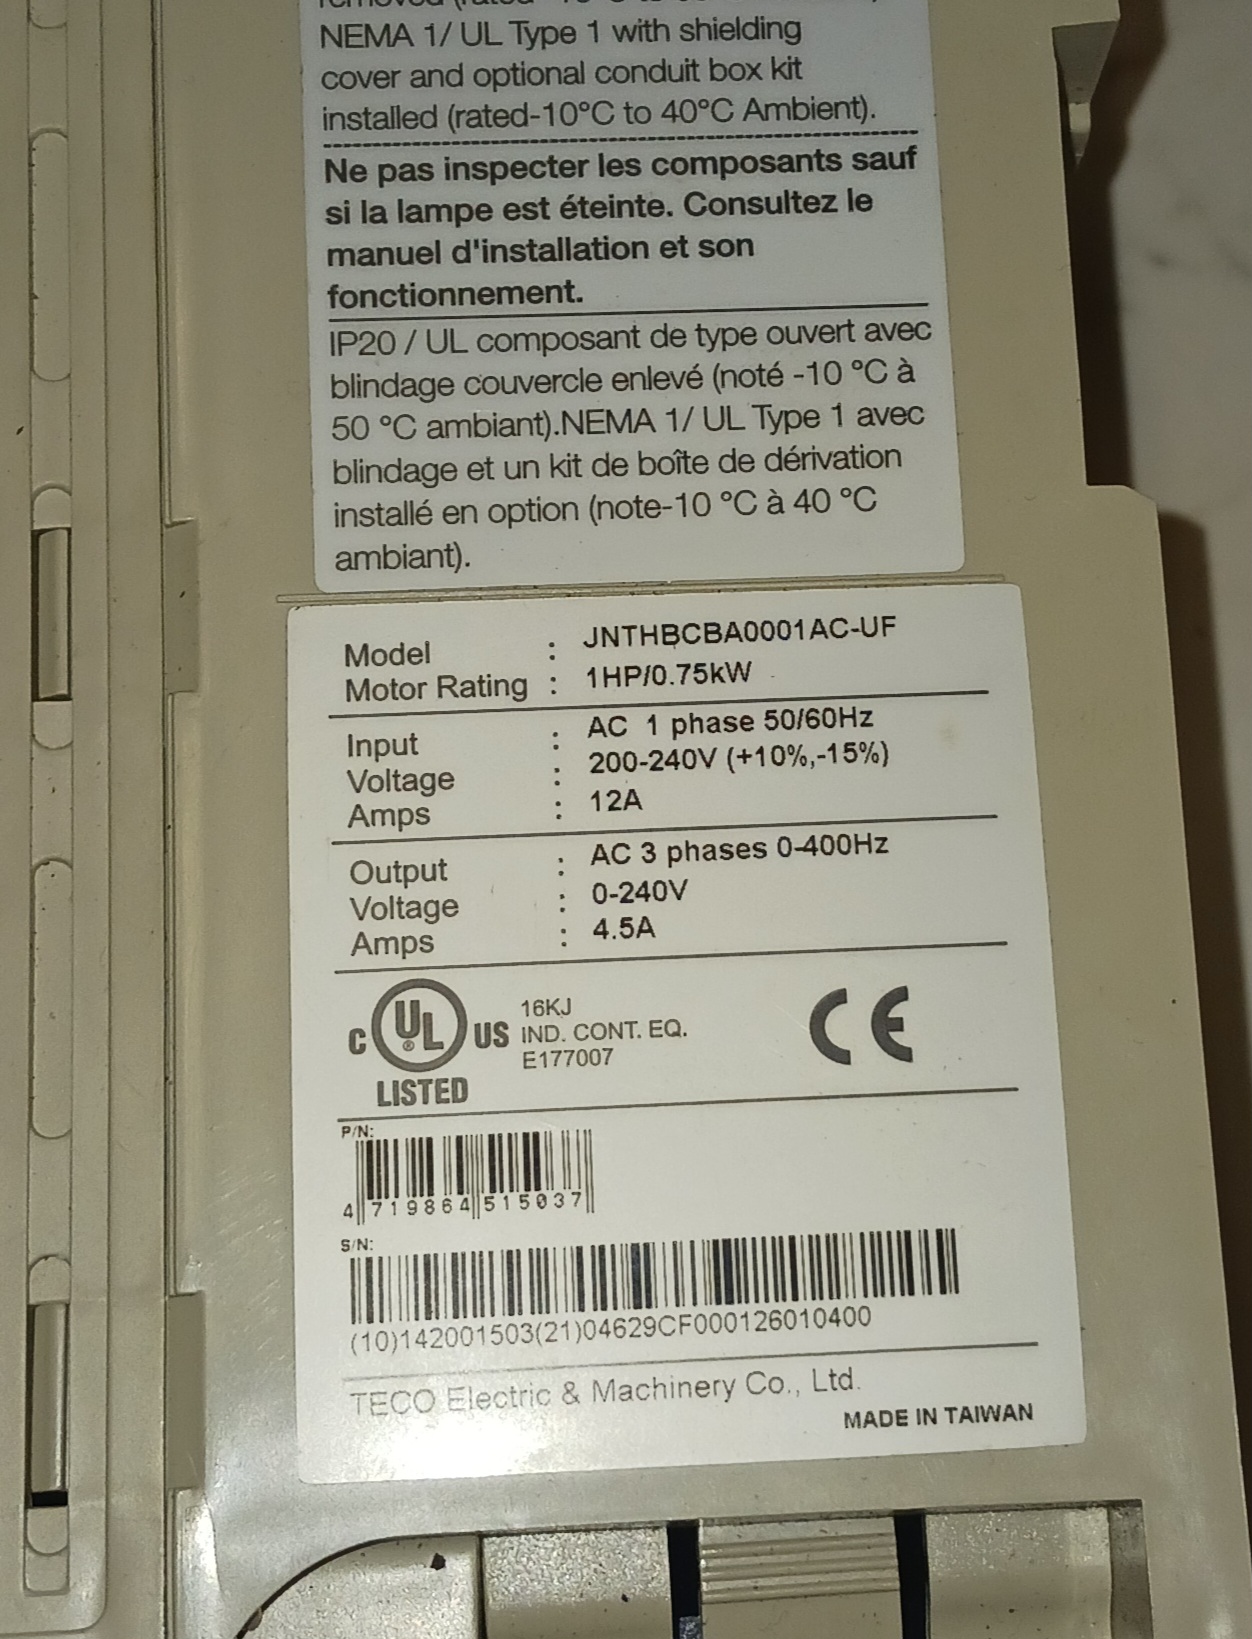 NEMA 1/ UL Type 1 with shielding
cover and optional conduit box kit
installed (rated-10°C to 40°C Ambient).
Ne pas inspecter les composants sauf
si la lampe est éteinte. Consultez le
manuel d'installation et son
fonctionnement.
IP20 / UL composant de type ouvert avec
blindage couvercle enlevé (noté -10 °C à
50 °C ambiant).NEMA 1/ UL Type 1 avec
blindage et un kit de boîte de dérivation
installé en option (note-10 °C à 40 °C
ambiant).
Model : JNTHBCBA0001AC-UF
Motor Rating : 1HP/0.75kW
Input : AC 1 phase 50/60Hz
Voltage : 200-240V (+10%,-15%)
Amps : 12A
Output : AC 3 phases 0-400Hz
Voltage : 0-240V
Amps : 4.5A
C UL ® US LISTED
16KJ
IND. CONT. EQ.
E177007
CE
P/N:
4 719864 515037
S/N:
(10)142001503(21)04629CF000126010400
TECO Electric & Machinery Co., Ltd.
MADE IN TAIWAN